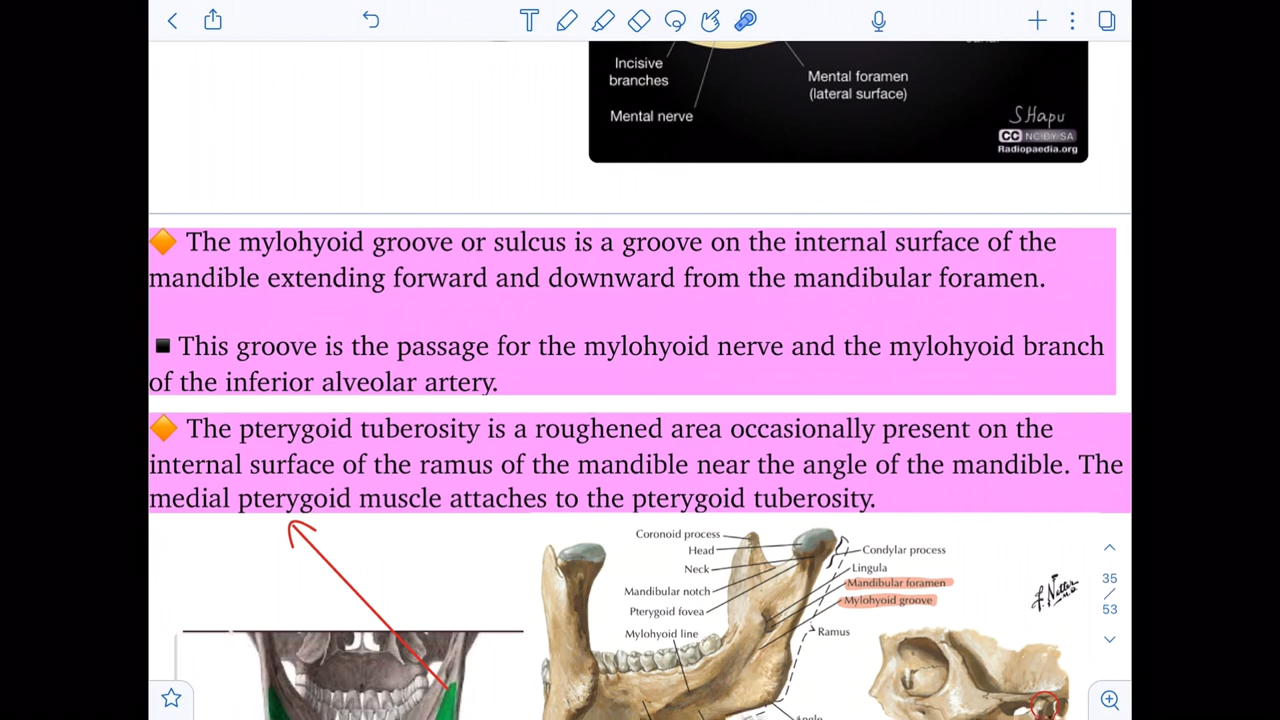 Incisive
branches
Mental foramen
(lateral surface)
Mental nerve
S Hapu
CC NC BY SA
Radiopaedia.org
🔶 The mylohyoid groove or sulcus is a groove on the internal surface of the
mandible extending forward and downward from the mandibular foramen.
▪️ This groove is the passage for the mylohyoid nerve and the mylohyoid branch
of the inferior alveolar artery.
🔶 The pterygoid tuberosity is a roughened area occasionally present on the
internal surface of the ramus of the mandible near the angle of the mandible. The
medial pterygoid muscle attaches to the pterygoid tuberosity.
Coronoid process
Head
Neck
Mandibular notch
Pterygoid fovea
Mylohyoid line
Condylar process
Lingula
Mandibular foramen
Mylohyoid groove
Ramus
Angle
35
/
53